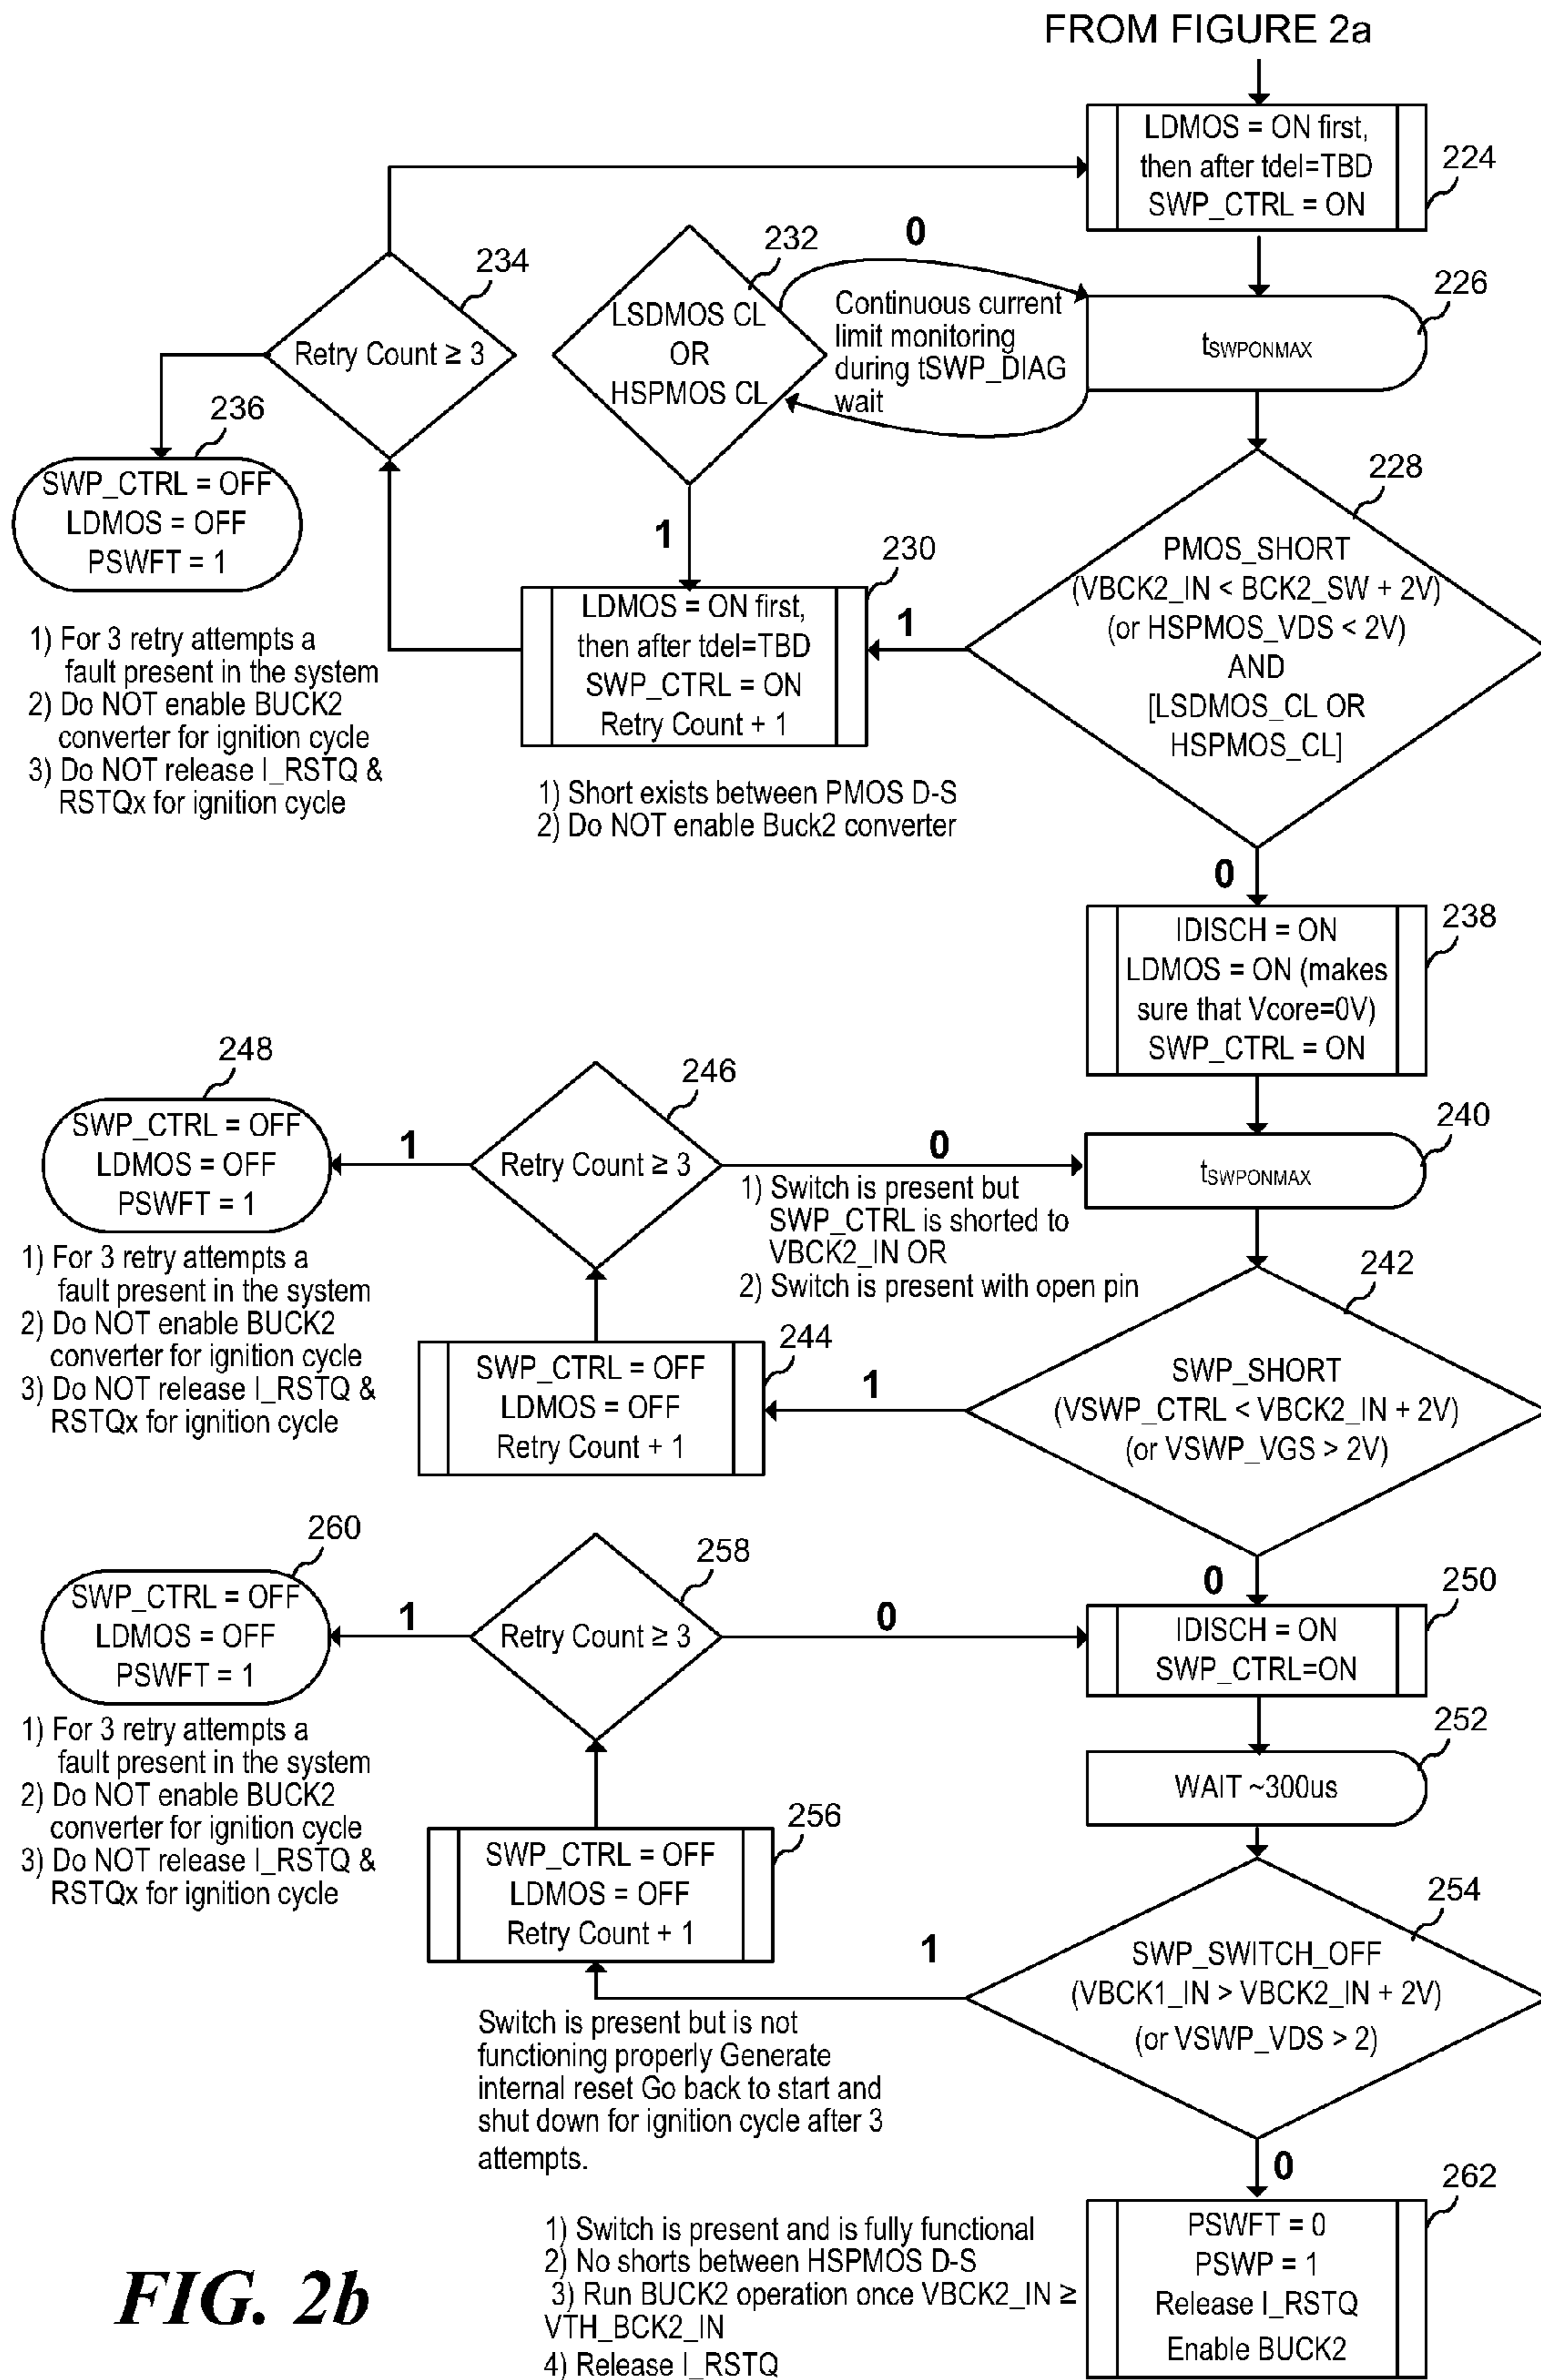 FROM FIGURE 2a
LDMOS = ON first,
then after tdel=TBD
SWP_CTRL = ON
224
232
0
234
226
LSDMOS CL
OR
HSPMOS CL
Continuous current
limit monitoring
during tSWP_DIAG
wait
tSWPONMAX
Retry Count ≥ 3
236
SWP_CTRL = OFF
LDMOS = OFF
PSWFT = 1
1) For 3 retry attempts a
fault present in the system
2) Do NOT enable BUCK2
converter for ignition cycle
3) Do NOT release I_RSTQ &
RSTQx for ignition cycle
1
230
LDMOS = ON first,
then after tdel=TBD
SWP_CTRL = ON
Retry Count + 1
1) Short exists between PMOS D-S
2) Do NOT enable Buck2 converter
1
228
PMOS_SHORT
(VBCK2_IN < BCK2_SW + 2V)
(or HSPMOS_VDS < 2V)
AND
[LSDMOS_CL OR
HSPMOS_CL]
0
238
IDISCH = ON
LDMOS = ON (makes
sure that Vcore=0V)
SWP_CTRL = ON
248
SWP_CTRL = OFF
LDMOS = OFF
PSWFT = 1
1) For 3 retry attempts a
fault present in the system
2) Do NOT enable BUCK2
converter for ignition cycle
3) Do NOT release I_RSTQ &
RSTQx for ignition cycle
1
246
Retry Count ≥ 3
0
1) Switch is present but
SWP_CTRL is shorted to
VBCK2_IN OR
2) Switch is present with open pin
240
tSWPONMAX
242
SWP_SHORT
(VSWP_CTRL < VBCK2_IN + 2V)
(or VSWP_VGS > 2V)
244
SWP_CTRL = OFF
LDMOS = OFF
Retry Count + 1
1
0
260
SWP_CTRL = OFF
LDMOS = OFF
PSWFT = 1
1) For 3 retry attempts a
fault present in the system
2) Do NOT enable BUCK2
converter for ignition cycle
3) Do NOT release I_RSTQ &
RSTQx for ignition cycle
1
258
Retry Count ≥ 3
0
250
IDISCH = ON
SWP_CTRL=ON
252
WAIT ~300us
256
SWP_CTRL = OFF
LDMOS = OFF
Retry Count + 1
1
254
SWP_SWITCH_OFF
(VBCK1_IN > VBCK2_IN + 2V)
(or VSWP_VDS > 2)
Switch is present but is not
functioning properly Generate
internal reset Go back to start and
shut down for ignition cycle after 3
attempts.
0
262
PSWFT = 0
PSWP = 1
Release I_RSTQ
Enable BUCK2
1) Switch is present and is fully functional
2) No shorts between HSPMOS D-S
3) Run BUCK2 operation once VBCK2_IN ≥
VTH_BCK2_IN
4) Release I_RSTQ
FIG. 2b